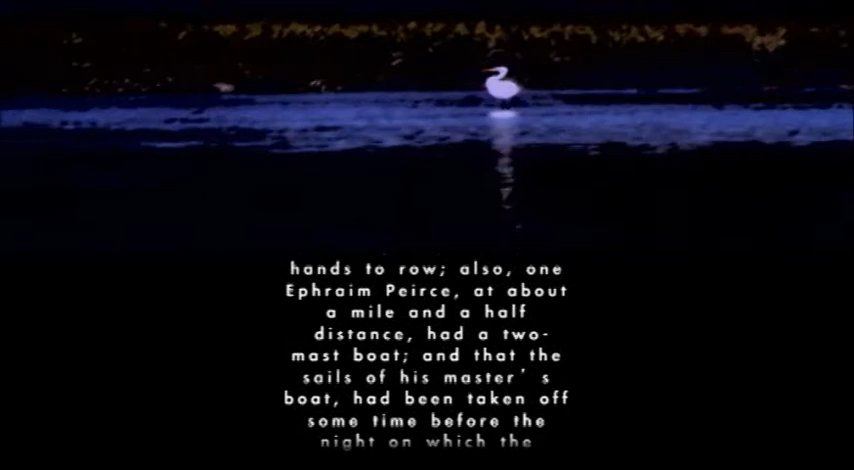 hands to row; also, one
Ephraim Peirce, at about
a mile and a half
distance, had a two-
mast boat; and that the
sails of his master's
boat, had been taken off
some time before the
night on which the